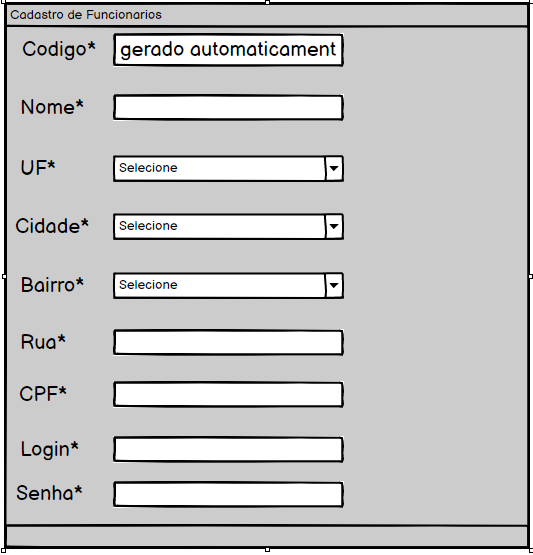 Cadastro de Funcionarios
Codigo* gerado automaticament
Nome*
UF* Selecione
Cidade* Selecione
Bairro* Selecione
Rua*
CPF*
Login*
Senha*